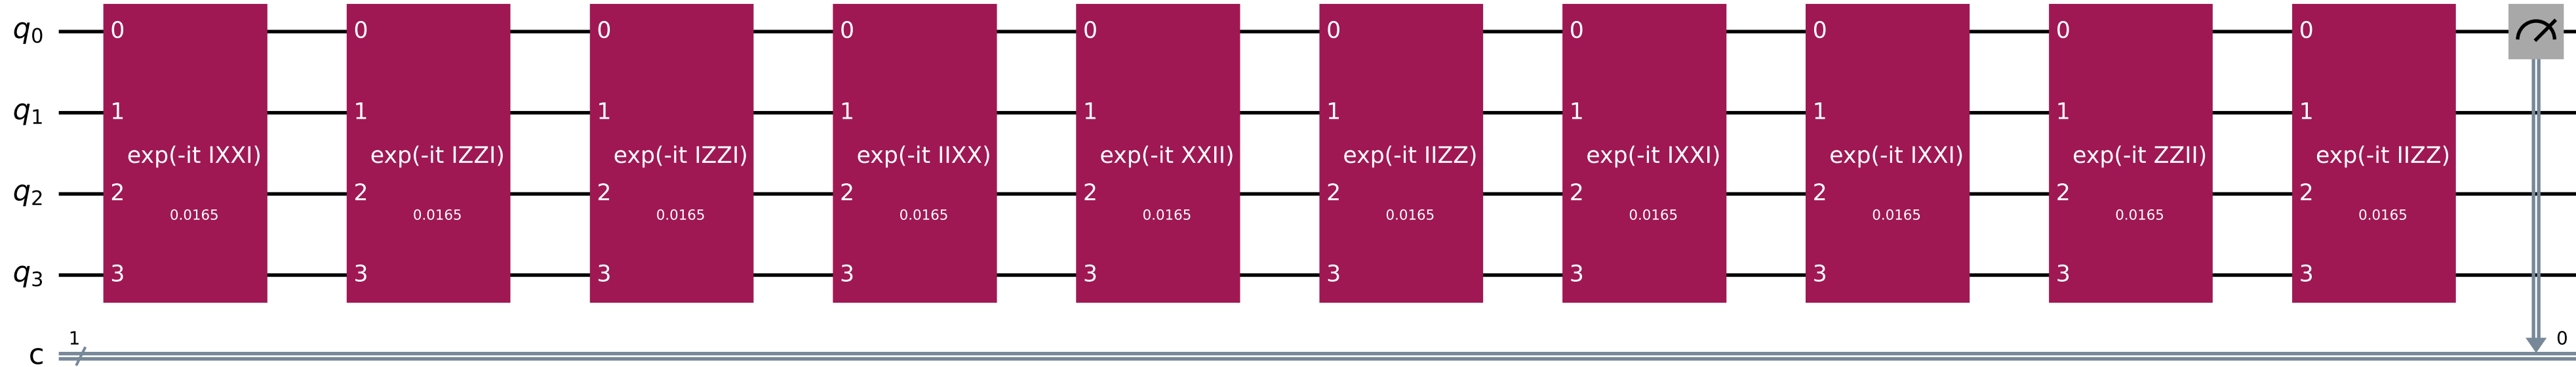 q0 0 0 0 0 0 0 0 0 0 0
q1 1 1 1 1 1 1 1 1 1 1
exp(-it IXXI) exp(-it IZZI) exp(-it IZZI) exp(-it IIXX) exp(-it XXII) exp(-it IIZZ) exp(-it IXXI) exp(-it IXXI) exp(-it ZZII) exp(-it IIZZ)
q2 2 2 2 2 2 2 2 2 2 2
0.0165 0.0165 0.0165 0.0165 0.0165 0.0165 0.0165 0.0165 0.0165 0.0165
q3 3 3 3 3 3 3 3 3 3 3
1 0
c